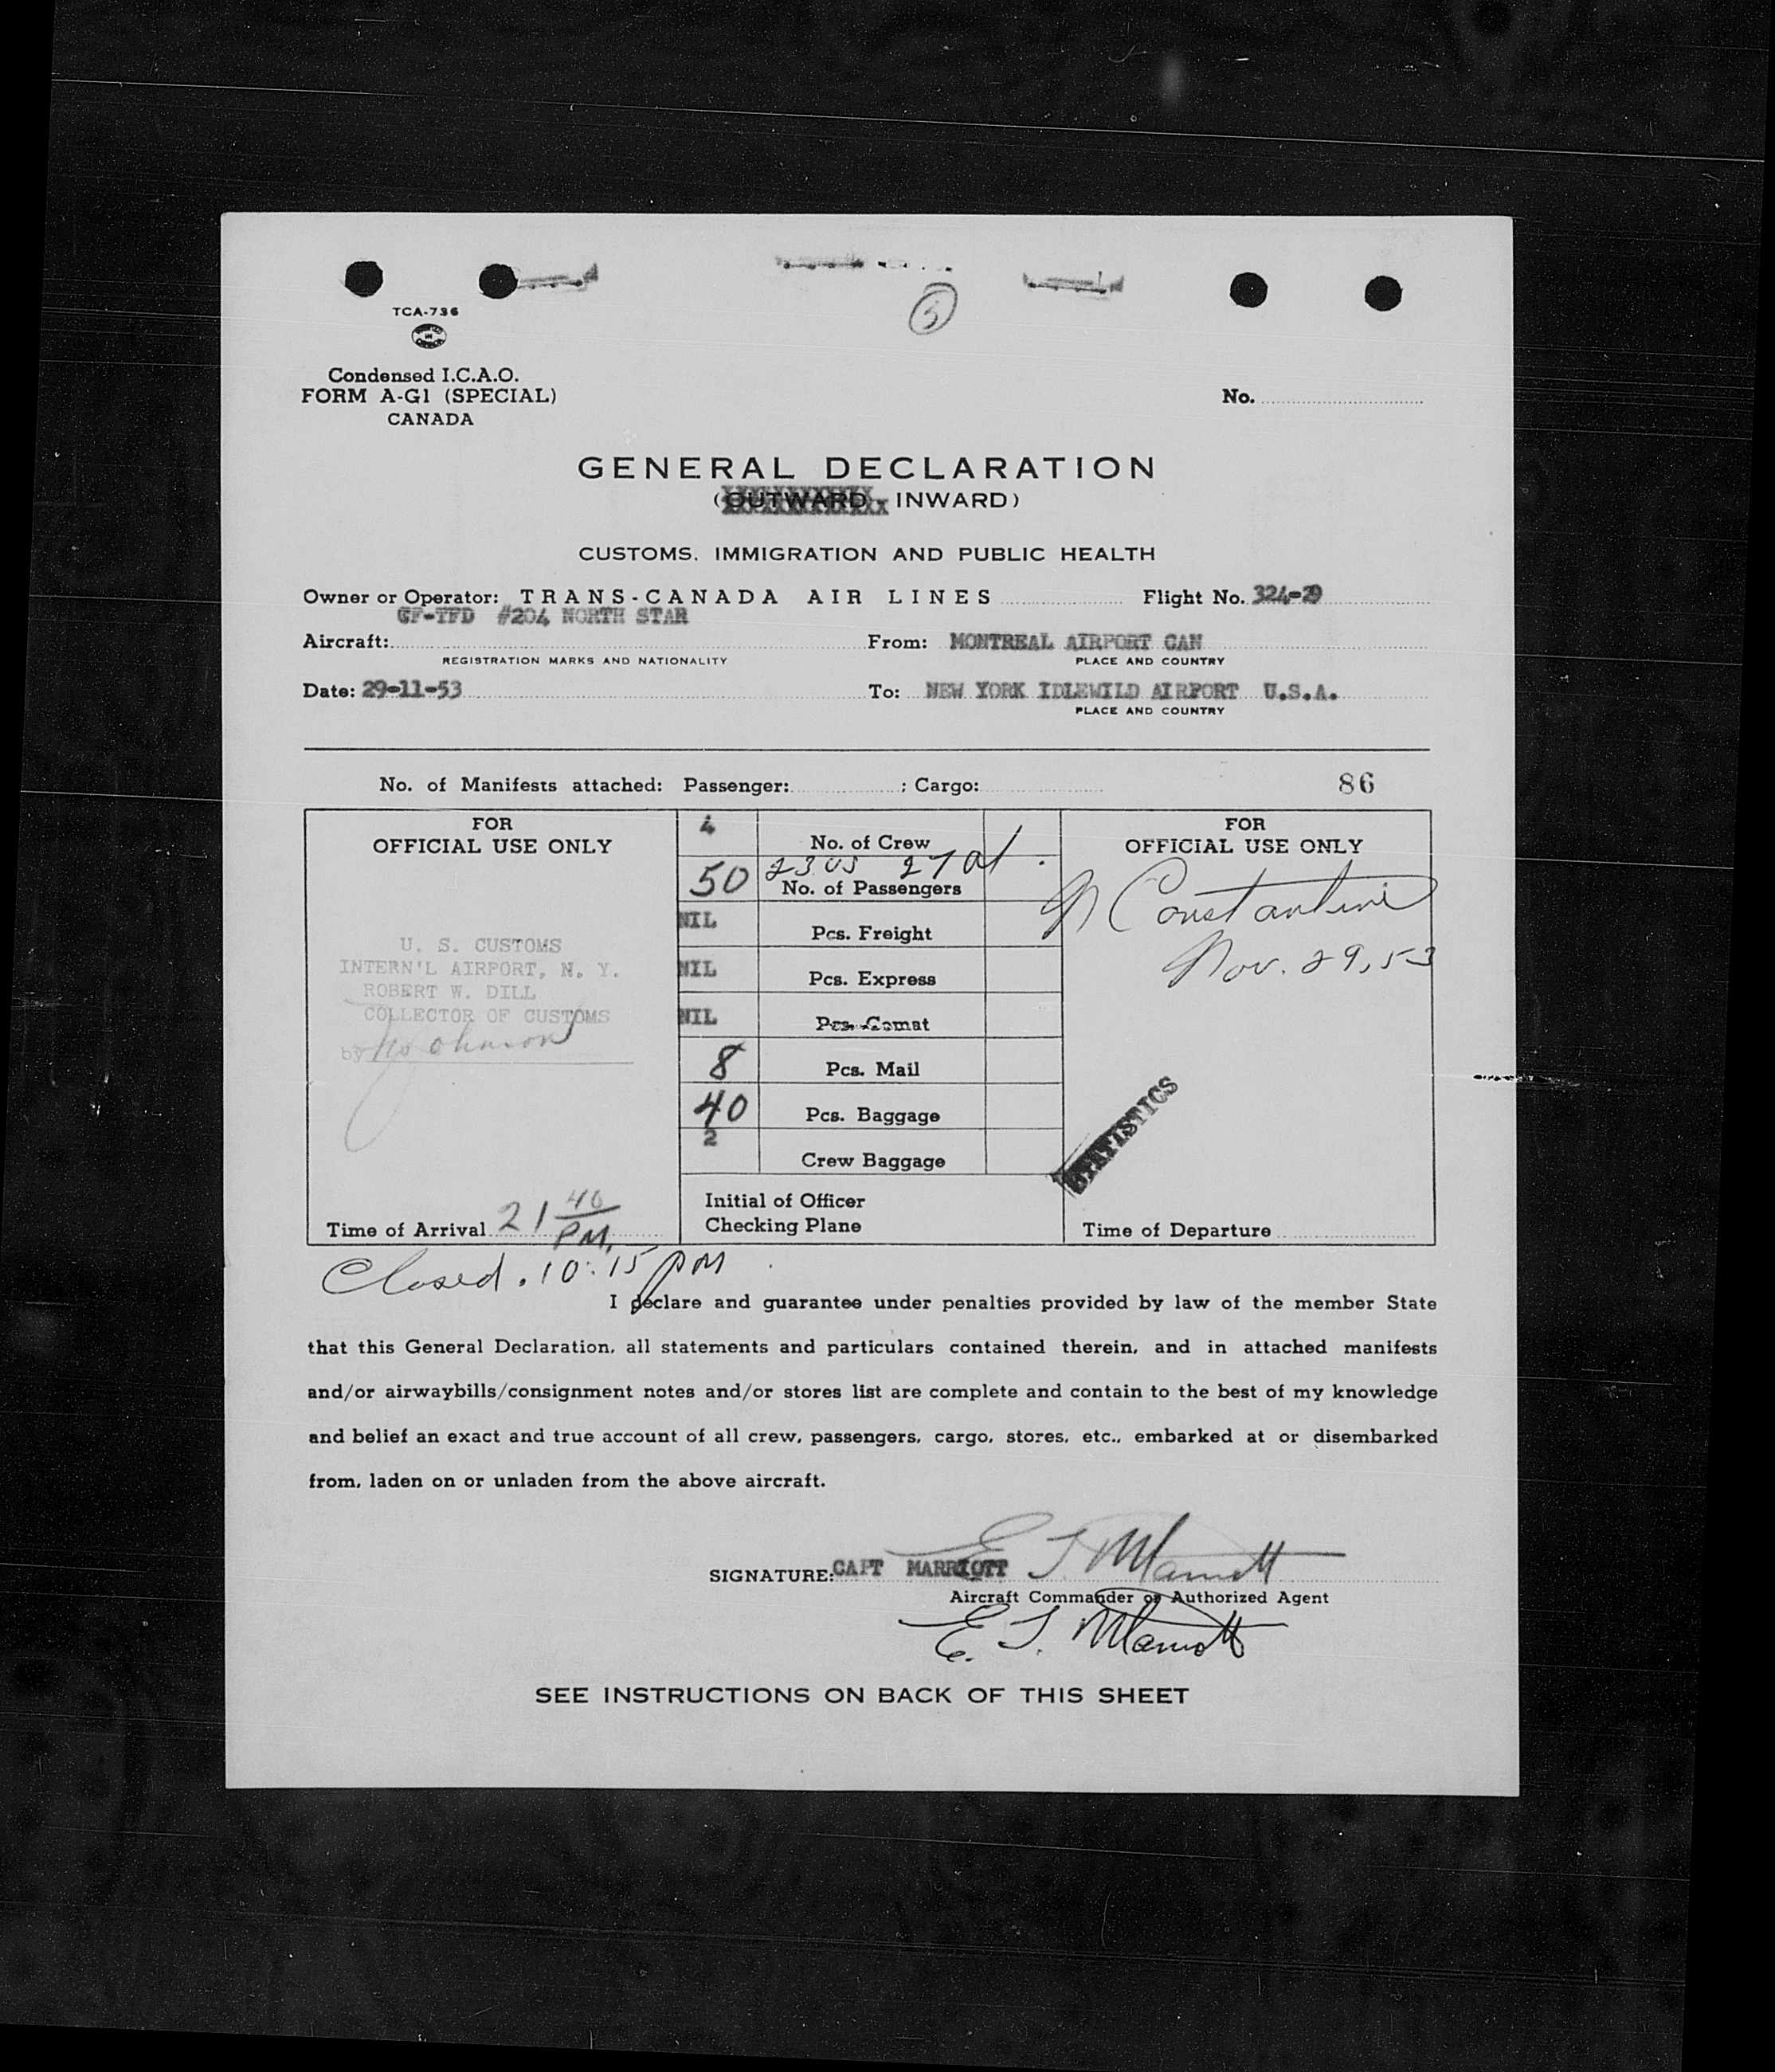 5
TCA-736
Condensed I.C.A.O.
FORM A-G1 (SPECIAL)
CANADA
No.
GENERAL DECLARATION
(OUTWARD, INWARD)
CUSTOMS, IMMIGRATION AND PUBLIC HEALTH
Owner or Operator: TRANS-CANADA AIR LINES Flight No. 324-29
CF-TFD #204 NORTH STAR
Aircraft: From: MONTREAL AIRPORT CAN
REGISTRATION MARKS AND NATIONALITY PLACE AND COUNTRY
Date: 29-11-53 To: NEW YORK IDLEWILD AIRPORT U.S.A.
PLACE AND COUNTRY
No. of Manifests attached: Passenger: ; Cargo: 86
FOR
OFFICIAL USE ONLY
U. S. CUSTOMS
INTERN'L AIRPORT, N. Y.
ROBERT W. DILL
COLLECTOR OF CUSTOMS
by
Time of Arrival 21 40
PM.
4 No. of Crew
23 US 27 al.
50 No. of Passengers
NIL Pcs. Freight
NIL Pcs. Express
NIL Pcs. Comat
8 Pcs. Mail
40 Pcs. Baggage
2 Crew Baggage
Initial of Officer
Checking Plane
FOR
OFFICIAL USE ONLY
N Constantine
Nov. 29, 53
STATISTICS
Time of Departure
Closed. 10:15 PM
I declare and guarantee under penalties provided by law of the member State
that this General Declaration, all statements and particulars contained therein, and in attached manifests
and/or airwaybills/consignment notes and/or stores list are complete and contain to the best of my knowledge
and belief an exact and true account of all crew, passengers, cargo, stores, etc., embarked at or disembarked
from, laden on or unladen from the above aircraft.
SIGNATURE: CAPT MARRIOTT E J. Marriott
Aircraft Commander or Authorized Agent
E. J. Marriott
SEE INSTRUCTIONS ON BACK OF THIS SHEET